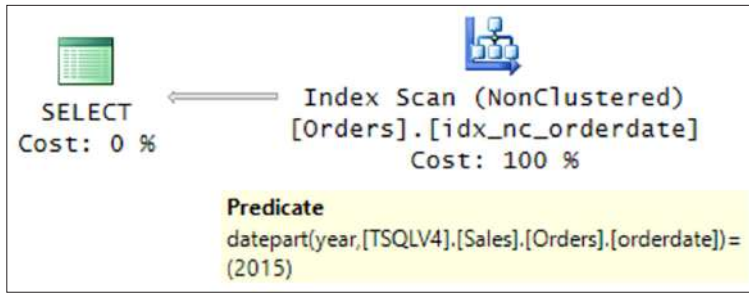 SELECT
Cost: 0 %
Index Scan (NonClustered)
[Orders].[idx_nc_orderdate]
Cost: 100 %
Predicate
datepart(year,[TSQLV4].[Sales].[Orders].[orderdate])=
(2015)